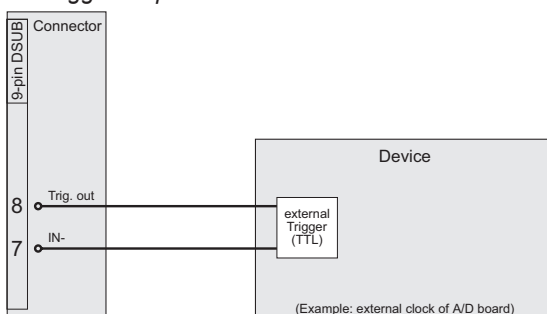 9-pin DSUB
Connector
Device
8
Trig. out
7
IN-
external
Trigger
(TTL)
(Example: external clock of A/D board)